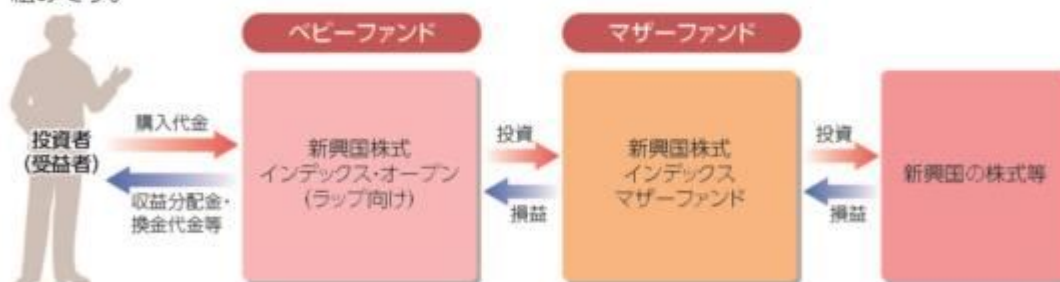 組みです。
ベビーファンド
マザーファンド
投資者
(受益者)
購入代金
収益分配金・
換金代金等
新興国株式
インデックス・オープン
(ラップ向け)
投資
損益
新興国株式
インデックス
マザーファンド
投資
損益
新興国の株式等